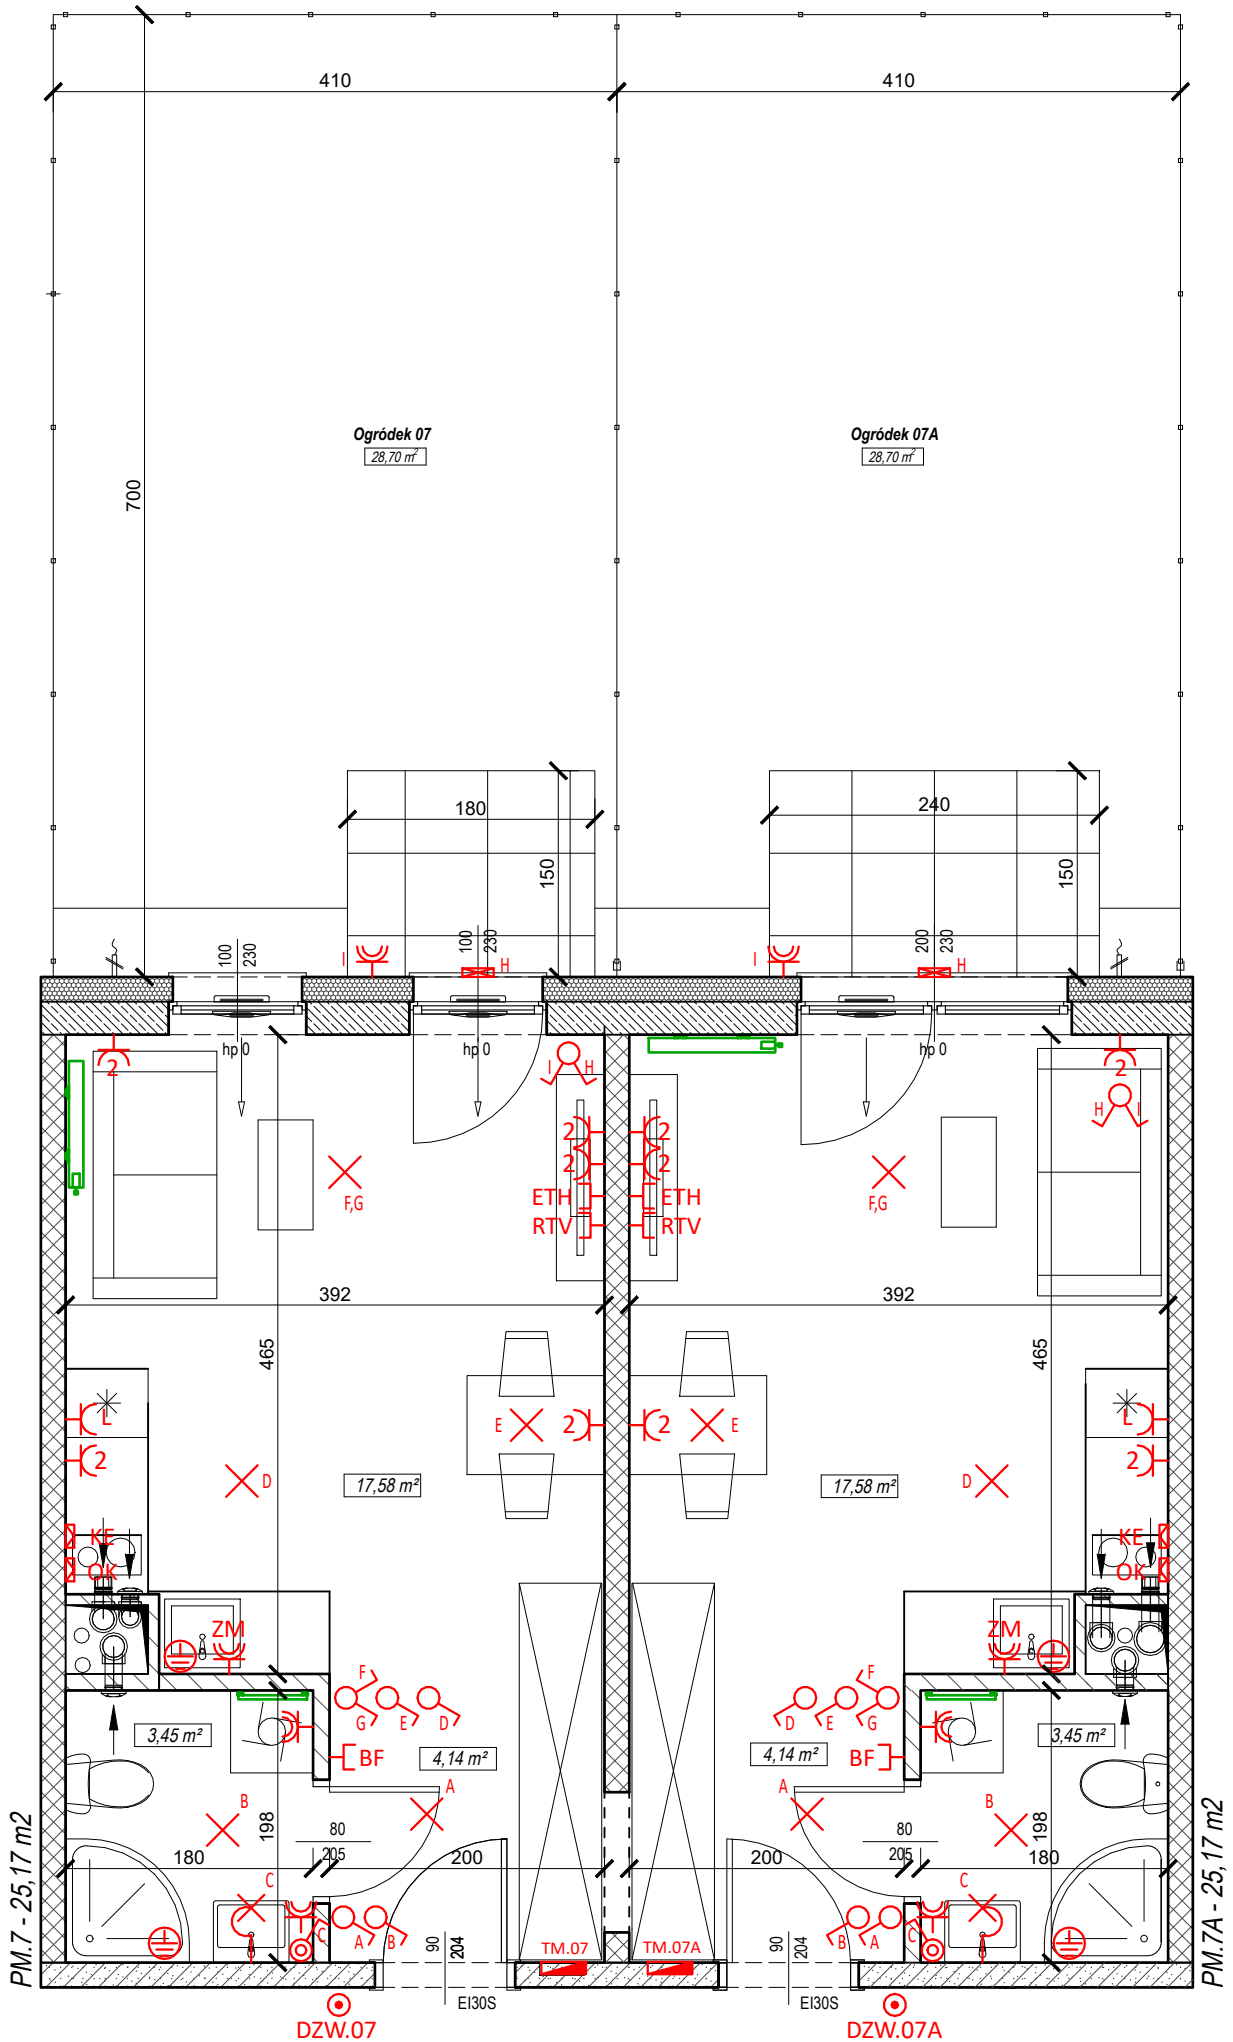 410
410
Ogródek 07
28,70 m²
Ogródek 07A
28,70 m²
700
180
240
150
150
I
100
230
100
230
H
I
200
230
H
hp 0
hp 0
hp 0
2
I
H
2
H
I
2
2
2
2
F,G
ETH
ETH
F,G
RTV
RTV
392
392
465
465
L
2
E
2
2
E
L
2
D
17,58 m²
17,58 m²
D
KE
OK
KE
OK
ZM
ZM
F
G
E
D
F
D
E
G
3,45 m²
BF
4,14 m²
4,14 m²
BF
3,45 m²
A
A
B
B
198
198
80
205
80
205
180
200
200
180
C
C
C
A
B
B
A
C
90
204
TM.07
TM.07A
90
204
EI30S
EI30S
DZW.07
DZW.07A
PM.7 - 25,17 m2
PM.7A - 25,17 m2